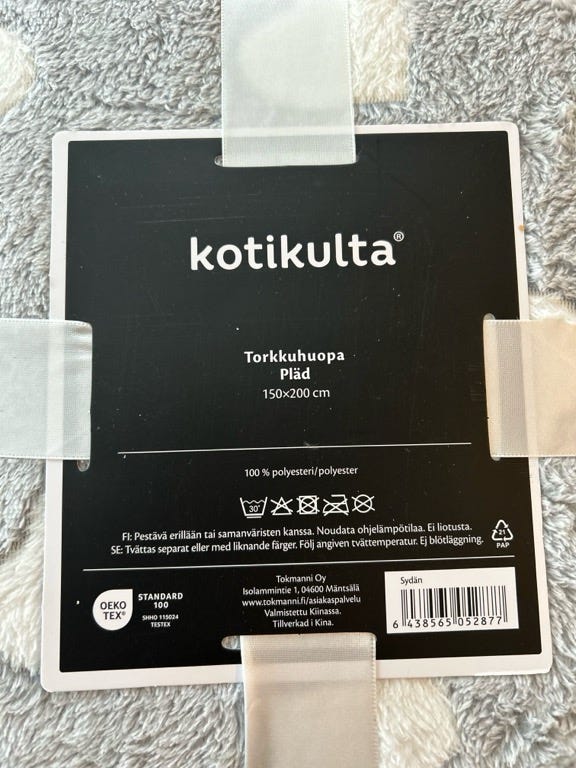 kotikulta®
Torkkuhuopa
Pläd
150×200 cm
100 % polyesteri/polyester
30°
FI: Pestävä erillään tai samanväristen kanssa. Noudata ohjelämpötilaa. Ei liotusta.
SE: Tvättas separat eller med liknande färger. Följ angiven tvättemperatur. Ej blötläggning.
21
PAP
OEKO
TEX®
STANDARD
100
SHHO 115024
TESTEX
Tokmanni Oy
Isolammintie 1, 04600 Mäntsälä
www.tokmanni.fi/asiakaspalvelu
Valmistettu Kiinassa.
Tillverkad i Kina.
Sydän
6 438565 052877